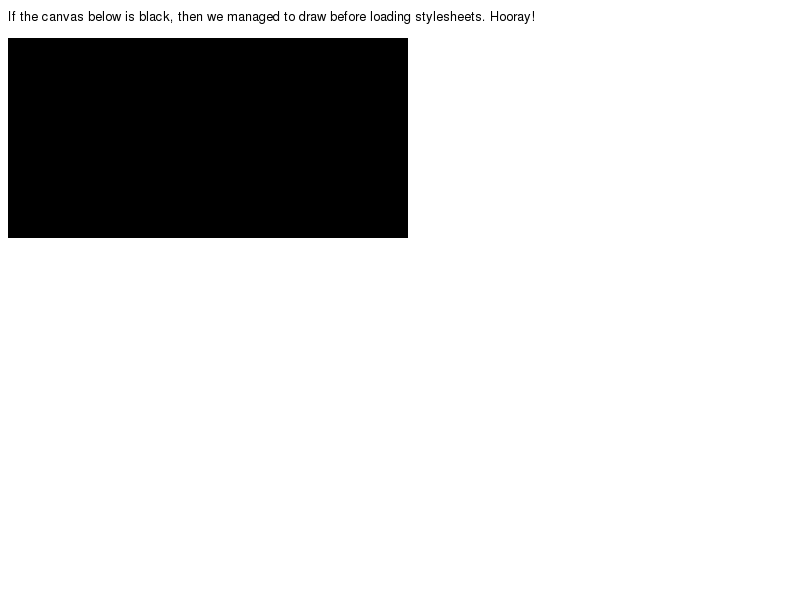 If the canvas below is black, then we managed to draw before loading stylesheets. Hooray!